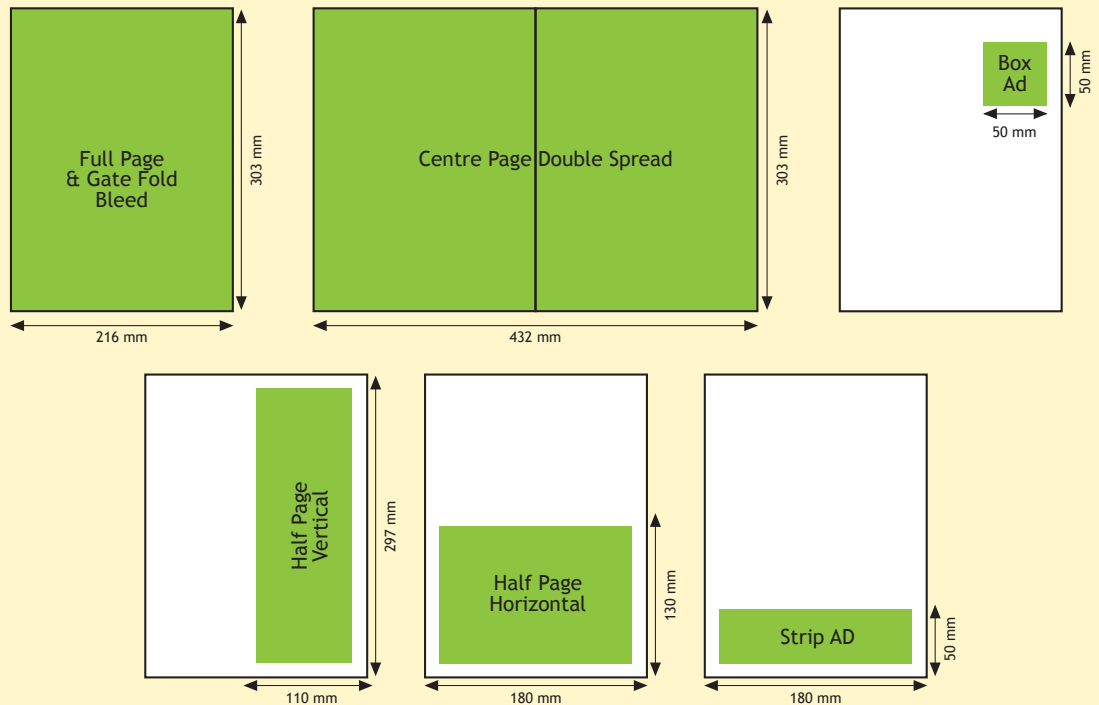 Full Page
& Gate Fold
Bleed
303 mm
216 mm
Centre Page Double Spread
303 mm
432 mm
Box
Ad
50 mm
50 mm
Half Page
Vertical
297 mm
110 mm
Half Page
Horizontal
130 mm
180 mm
Strip AD
50 mm
180 mm